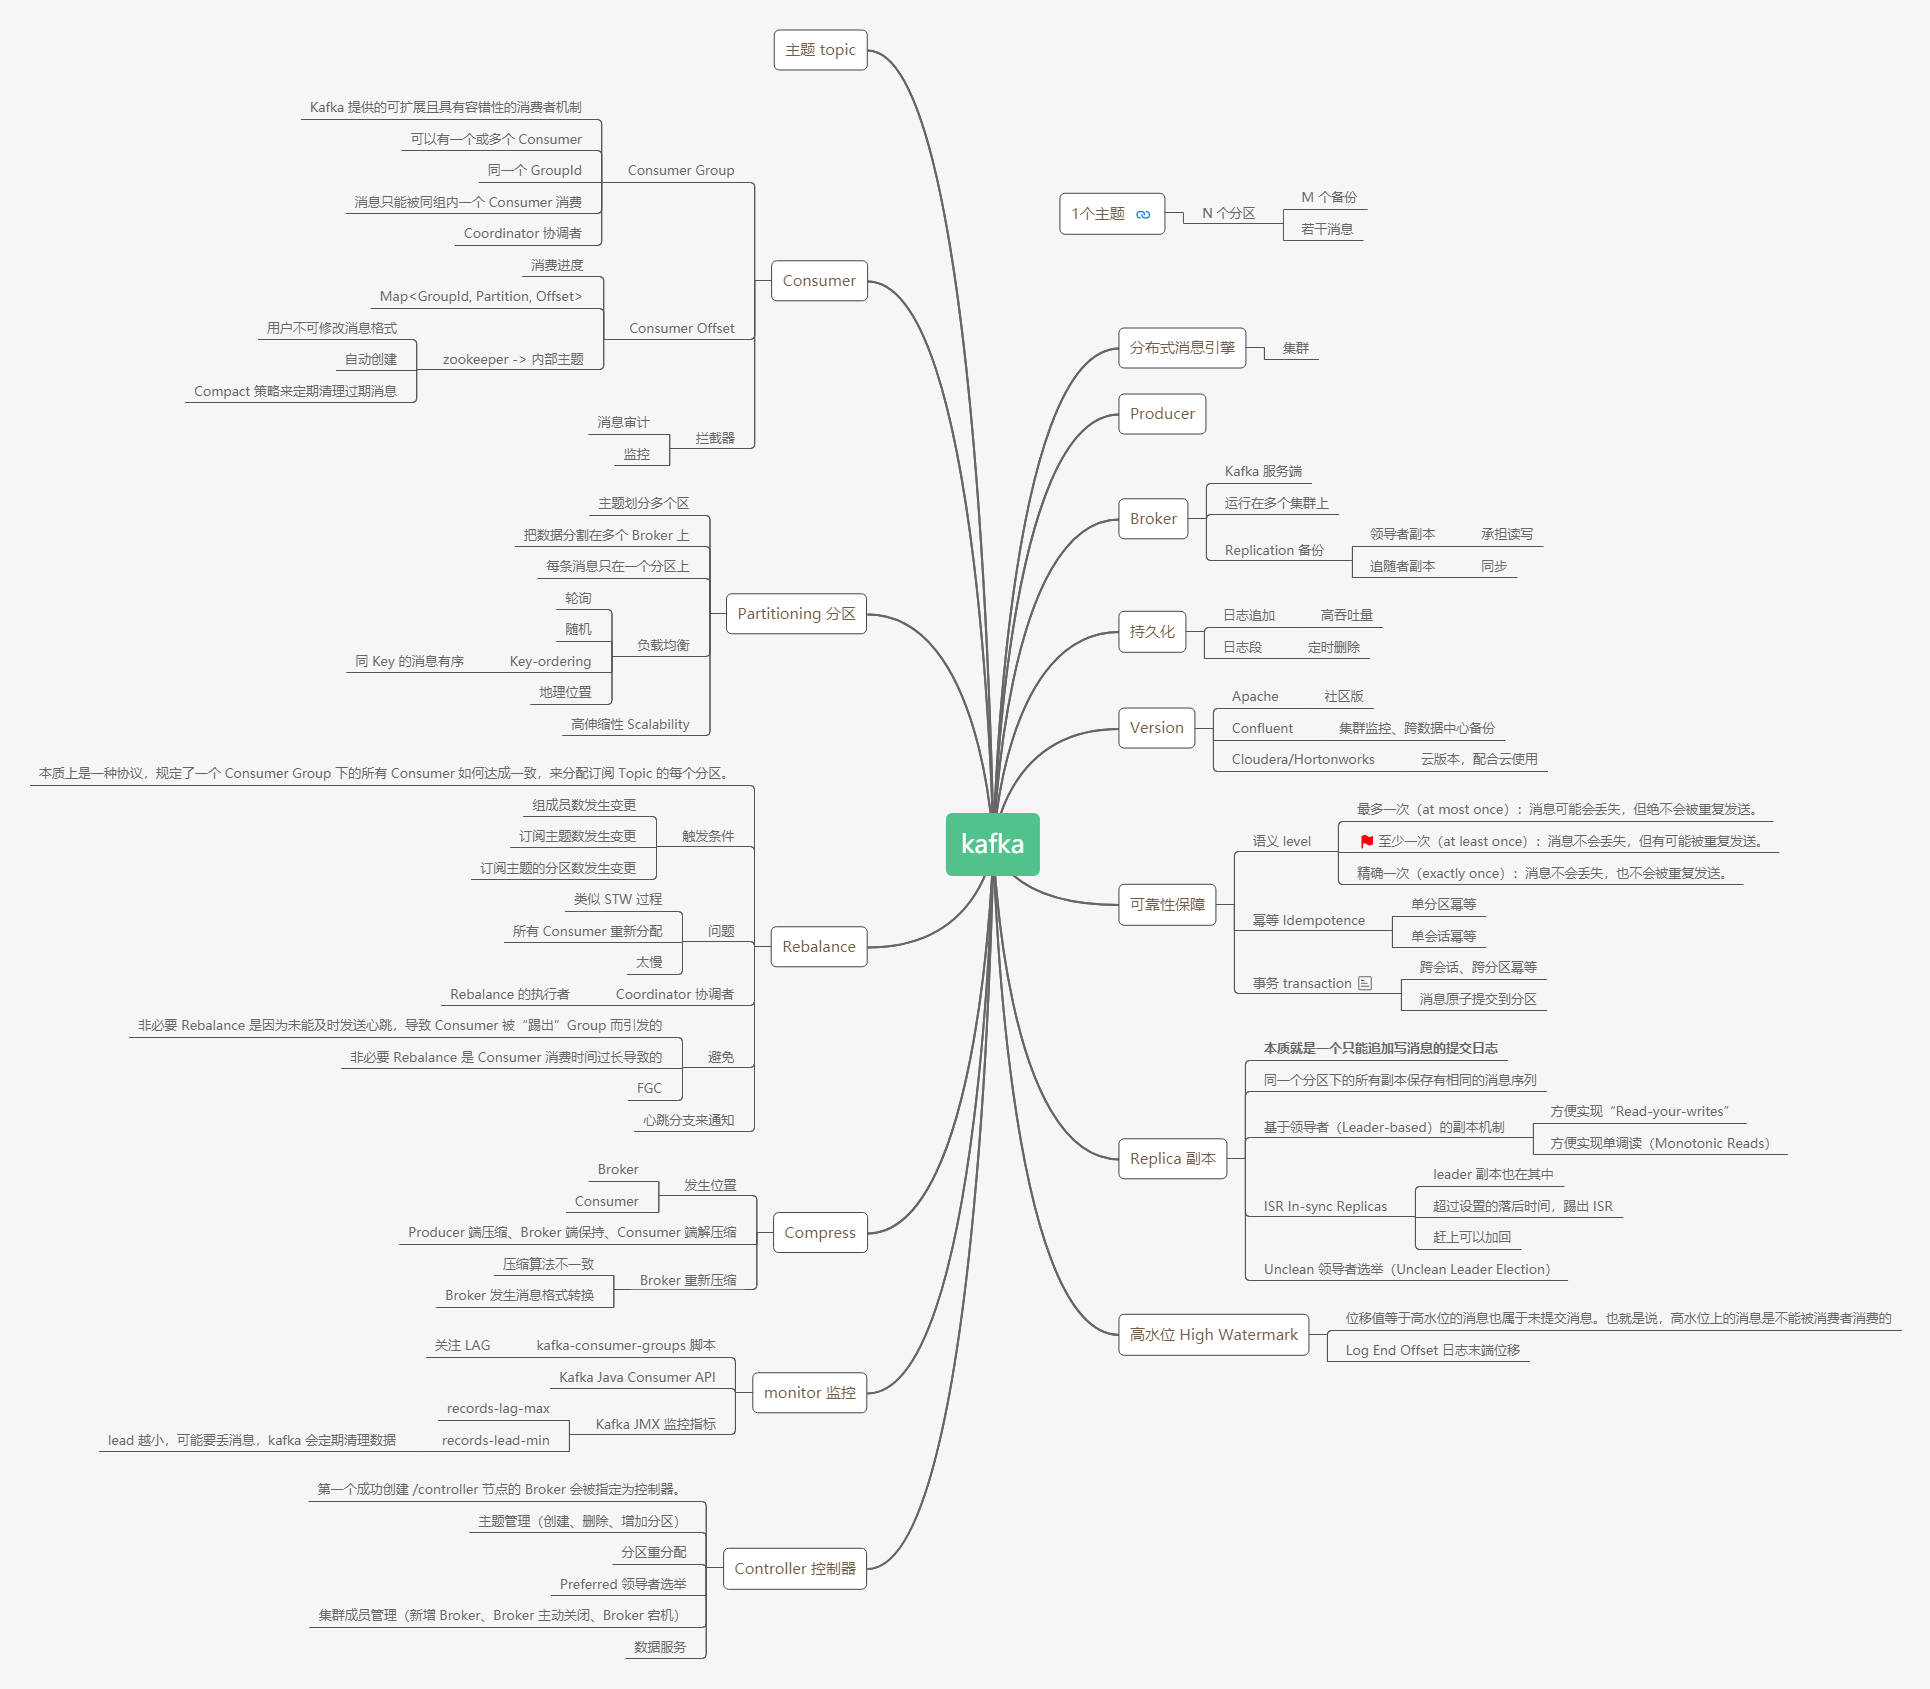 kafka
主题 topic
Consumer
Consumer Group
Kafka 提供的可扩展且具有容错性的消费者机制
可以有一个或多个 Consumer
同一个 GroupId
消息只能被同组内一个 Consumer 消费
Coordinator 协调者
Consumer Offset
消费进度
Map<GroupId, Partition, Offset>
zookeeper -> 内部主题
用户不可修改消息格式
自动创建
Compact 策略来定期清理过期消息
拦截器
消息审计
监控
Partitioning 分区
主题划分多个区
把数据分割在多个 Broker 上
每条消息只在一个分区上
负载均衡
轮询
随机
Key-ordering
同 Key 的消息有序
地理位置
高伸缩性 Scalability
Rebalance
本质上是一种协议，规定了一个 Consumer Group 下的所有 Consumer 如何达成一致，来分配订阅 Topic 的每个分区。
触发条件
组成员数发生变更
订阅主题数发生变更
订阅主题的分区数发生变更
问题
类似 STW 过程
所有 Consumer 重新分配
太慢
Coordinator 协调者
Rebalance 的执行者
避免
非必要 Rebalance 是因为未能及时发送心跳，导致 Consumer 被“踢出”Group 而引发的
非必要 Rebalance 是 Consumer 消费时间过长导致的
FGC
心跳分支来通知
Compress
发生位置
Broker
Consumer
Producer 端压缩、Broker 端保持、Consumer 端解压缩
Broker 重新压缩
压缩算法不一致
Broker 发生消息格式转换
monitor 监控
kafka-consumer-groups 脚本
关注 LAG
Kafka Java Consumer API
Kafka JMX 监控指标
records-lag-max
records-lead-min
lead 越小，可能要丢消息，kafka 会定期清理数据
Controller 控制器
第一个成功创建 /controller 节点的 Broker 会被指定为控制器。
主题管理（创建、删除、增加分区）
分区重分配
Preferred 领导者选举
集群成员管理（新增 Broker、Broker 主动关闭、Broker 宕机）
数据服务
1个主题
N 个分区
M 个备份
若干消息
分布式消息引擎
集群
Producer
Broker
Kafka 服务端
运行在多个集群上
Replication 备份
领导者副本
承担读写
追随者副本
同步
持久化
日志追加
高吞吐量
日志段
定时删除
Version
Apache
社区版
Confluent
集群监控、跨数据中心备份
Cloudera/Hortonworks
云版本，配合云使用
可靠性保障
语义 level
最多一次（at most once）：消息可能会丢失，但绝不会被重复发送。
至少一次（at least once）：消息不会丢失，但有可能被重复发送。
精确一次（exactly once）：消息不会丢失，也不会被重复发送。
幂等 Idempotence
单分区幂等
单会话幂等
事务 transaction
跨会话、跨分区幂等
消息原子提交到分区
Replica 副本
本质就是一个只能追加写消息的提交日志
同一个分区下的所有副本保存有相同的消息序列
基于领导者（Leader-based）的副本机制
方便实现“Read-your-writes”
方便实现单调读（Monotonic Reads）
ISR In-sync Replicas
leader 副本也在其中
超过设置的落后时间，踢出 ISR
赶上可以加回
Unclean 领导者选举（Unclean Leader Election）
高水位 High Watermark
位移值等于高水位的消息也属于未提交消息。也就是说，高水位上的消息是不能被消费者消费的
Log End Offset 日志末端位移